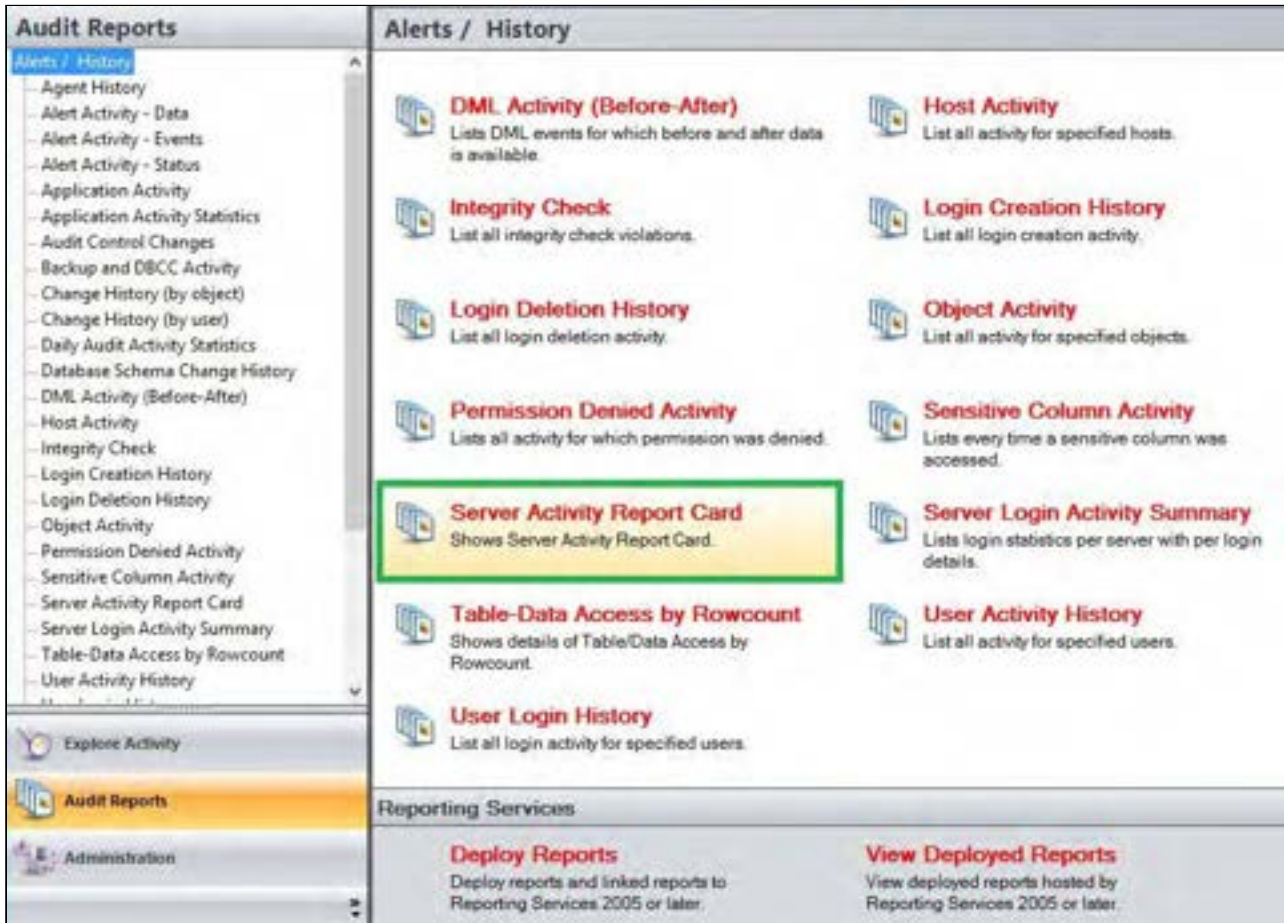 Audit Reports
Alerts / History
Agent History
Alert Activity - Data
Alert Activity - Events
Alert Activity - Status
Application Activity
Application Activity Statistics
Audit Control Changes
Backup and DBCC Activity
Change History (by object)
Change History (by user)
Daily Audit Activity Statistics
Database Schema Change History
DML Activity (Before-After)
Host Activity
Integrity Check
Login Creation History
Login Deletion History
Object Activity
Permission Denied Activity
Sensitive Column Activity
Server Activity Report Card
Server Login Activity Summary
Table-Data Access by Rowcount
User Activity History
Explore Activity
Audit Reports
Administration
Alerts / History
DML Activity (Before-After)
Lists DML events for which before and after data
is available.
Host Activity
List all activity for specified hosts.
Integrity Check
List all integrity check violations.
Login Creation History
List all login creation activity.
Login Deletion History
List all login deletion activity.
Object Activity
List all activity for specified objects.
Permission Denied Activity
Lists all activity for which permission was denied.
Sensitive Column Activity
Lists every time a sensitive column was
accessed.
Server Activity Report Card
Shows Server Activity Report Card.
Server Login Activity Summary
Lists login statistics per server with per login
details.
Table-Data Access by Rowcount
Shows details of Table/Data Access by
Rowcount.
User Activity History
List all activity for specified users.
User Login History
List all login activity for specified users.
Reporting Services
Deploy Reports
Deploy reports and linked reports to
Reporting Services 2005 or later.
View Deployed Reports
View deployed reports hosted by
Reporting Services 2005 or later.